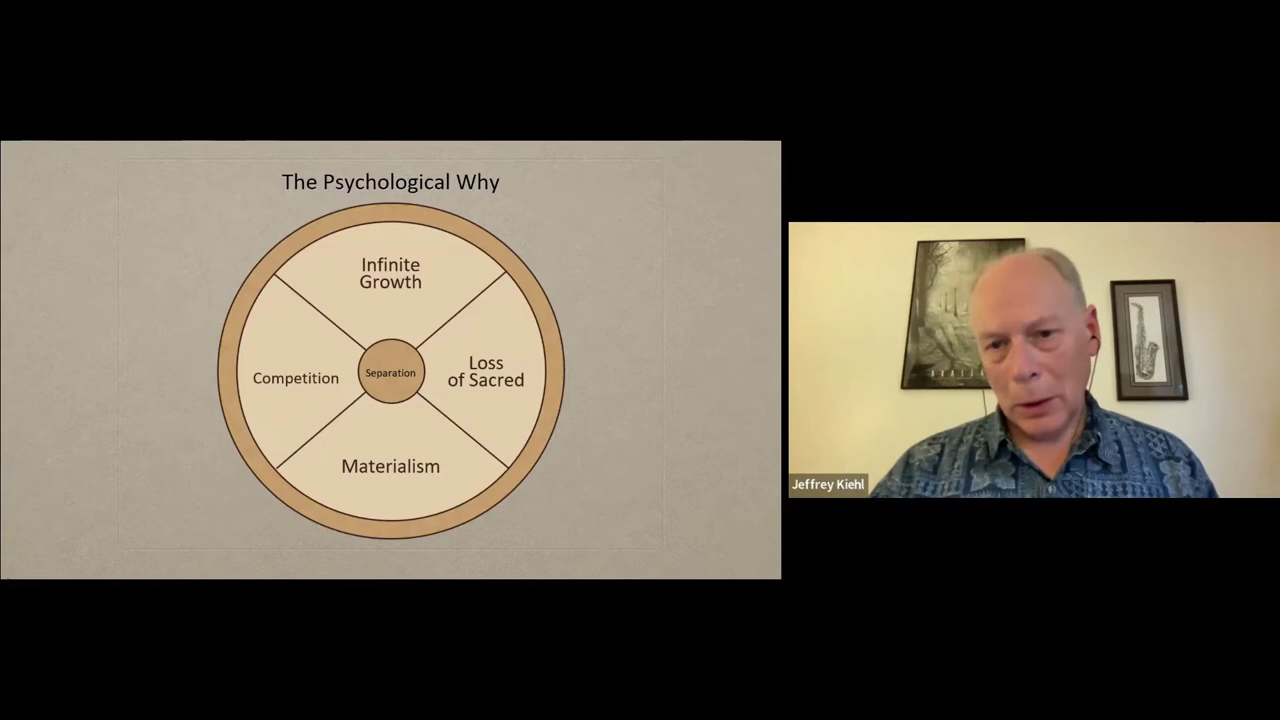 The Psychological Why
Infinite
Growth
Competition
Separation
Loss
of Sacred
Materialism
Jeffrey Kiehl